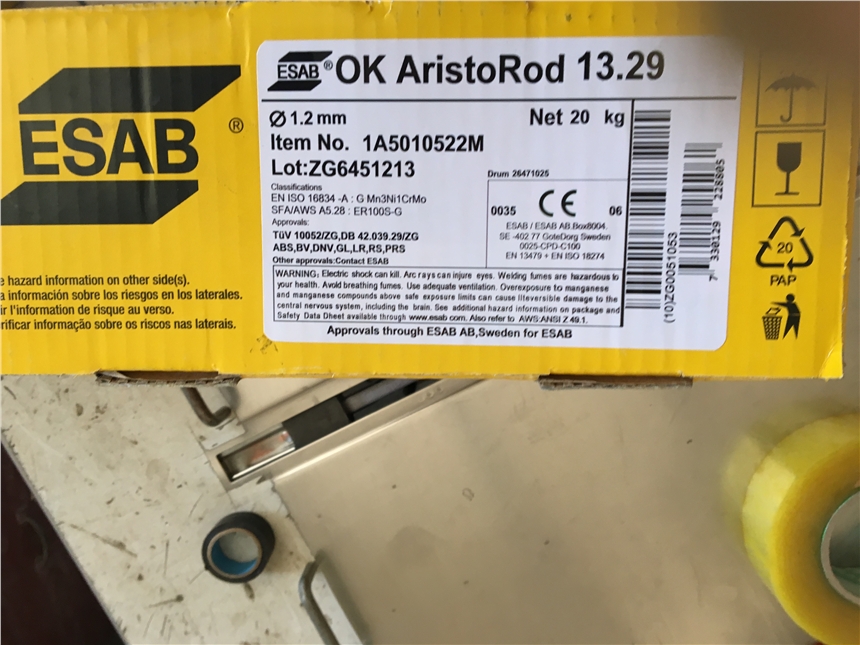 ESAB
®
ESAB ® OK AristoRod 13.29
Ø 1.2 mm
Net 20 kg
Item No. 1A5010522M
Lot:ZG6451213
Drum 26471025
Classifications
EN ISO 16834 -A : G Mn3Ni1CrMo
SFA/AWS A5.28 : ER100S-G
Approvals:
TüV 10052/ZG,DB 42.039.29/ZG
ABS,BV,DNV,GL,LR,RS,PRS
Other approvals:Contact ESAB
0035 CE 06
ESAB / ESAB AB.Box8004.
SE -402 77 GoteDorg Sweden
0025-CPD-C100
EN 13479 + EN ISO 18274
WARNING; Electric shock can kill. Arc rays can injure eyes. Welding fumes are hazardous to
your health. Avoid breathing fumes. Use adequate ventilation. Overexposure to manganese
and manganese compounds above safe exposure limits can cause liteversible damage to the
central nervous system, including the brain. See additional hazard information on package and
Safety Data Dheet available through www.esab com. Also refer to AWS:ANSI Z 49.1.
Approvals through ESAB AB,Sweden for ESAB
(10)ZG0051053
7 330129 228805
20
PAP
e hazard information on other side(s).
a información sobre los riesgos en los laterales.
ir l'information de risque au verso.
rificar informação sobre os riscos nas laterais.